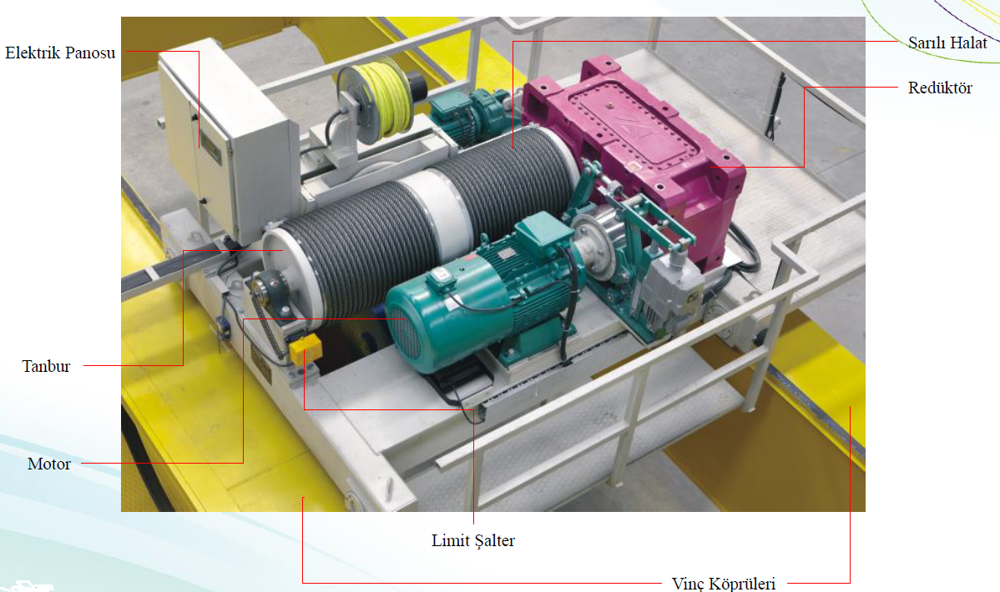 Elektrik Panosu
Sarılı Halat
Redüktör
Tanbur
Motor
Limit Şalter
Vinç Köprüleri